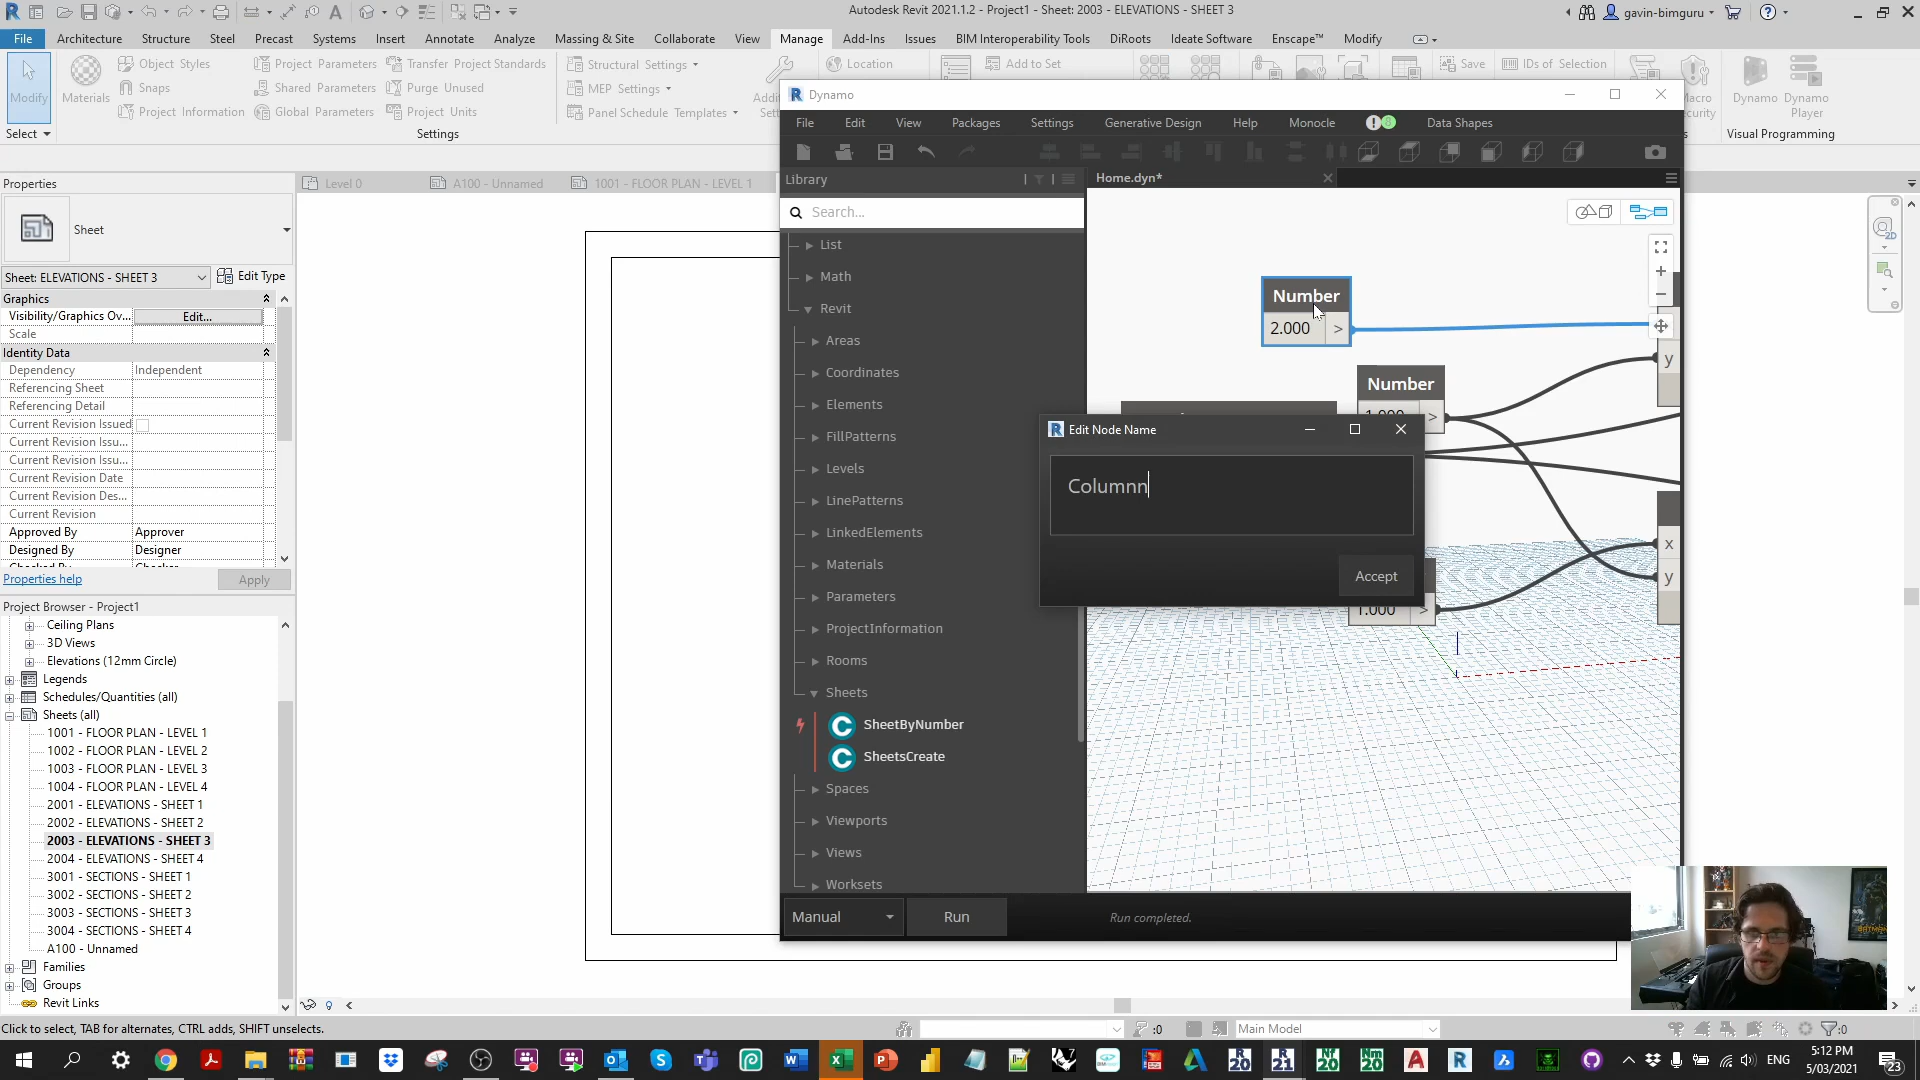 Autodesk Revit 2021.1.2 - Project1 - Sheet: 2003 - ELEVATIONS - SHEET 3
gavin-bimguru
File Architecture Structure Steel Precast Systems Insert Annotate Analyze Massing & Site Collaborate View Manage Add-Ins Issues BIM Interoperability Tools DiRoots Ideate Software Enscape™ Modify
Object Styles Project Parameters Transfer Project Standards Structural Settings Location Add to Set Save IDs of Selection
Snaps Shared Parameters Purge Unused MEP Settings
Modify Materials Dynamo Dynamo
Project Information Global Parameters Project Units Panel Schedule Templates Player
Select Settings Visual Programming
Dynamo
File Edit View Packages Settings Generative Design Help Monocle Data Shapes
Properties
Level 0 A100 - Unnamed 1001 - FLOOR PLAN - LEVEL 1
Library
Home.dyn*
Search...
Sheet
Sheet: ELEVATIONS - SHEET 3 Edit Type
Graphics
Visibility/Graphics Ov... Edit...
Scale
Identity Data
Dependency Independent
Referencing Sheet
Referencing Detail
Current Revision Issued
Current Revision Issu...
Current Revision Issu...
Current Revision Date
Current Revision Des...
Current Revision
Approved By Approver
Designed By Designer
Properties help Apply
Project Browser - Project1
Ceiling Plans
3D Views
Elevations (12mm Circle)
Legends
Schedules/Quantities (all)
Sheets (all)
1001 - FLOOR PLAN - LEVEL 1
1002 - FLOOR PLAN - LEVEL 2
1003 - FLOOR PLAN - LEVEL 3
1004 - FLOOR PLAN - LEVEL 4
2001 - ELEVATIONS - SHEET 1
2002 - ELEVATIONS - SHEET 2
2003 - ELEVATIONS - SHEET 3
2004 - ELEVATIONS - SHEET 4
3001 - SECTIONS - SHEET 1
3002 - SECTIONS - SHEET 2
3003 - SECTIONS - SHEET 3
3004 - SECTIONS - SHEET 4
A100 - Unnamed
Families
Groups
Revit Links
List
Math
Revit
Areas
Coordinates
Elements
FillPatterns
Levels
LinePatterns
LinkedElements
Materials
Parameters
ProjectInformation
Rooms
Sheets
SheetByNumber
SheetsCreate
Spaces
Viewports
Views
Worksets
Number
2.000 >
Number
>
y
Edit Node Name
Columnn
Accept
x
y
1.000 >
Manual Run Run completed.
Click to select, TAB for alternates, CTRL adds, SHIFT unselects.
:0 Main Model :0
ENG
5:12 PM
5/03/2021
23